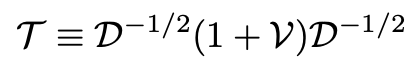 𝒯 ≡ 𝒟^{-1/2}(1 + 𝒱)𝒟^{-1/2}